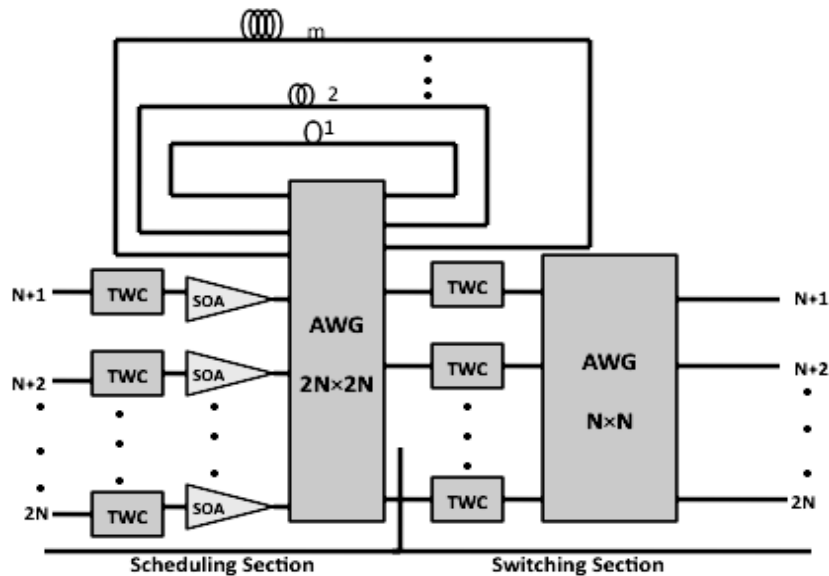 m
2
1
N+1 TWC SOA TWC N+1
AWG
2N×2N
AWG
N×N
N+2 TWC SOA TWC N+2
2N TWC SOA TWC 2N
Scheduling Section Switching Section